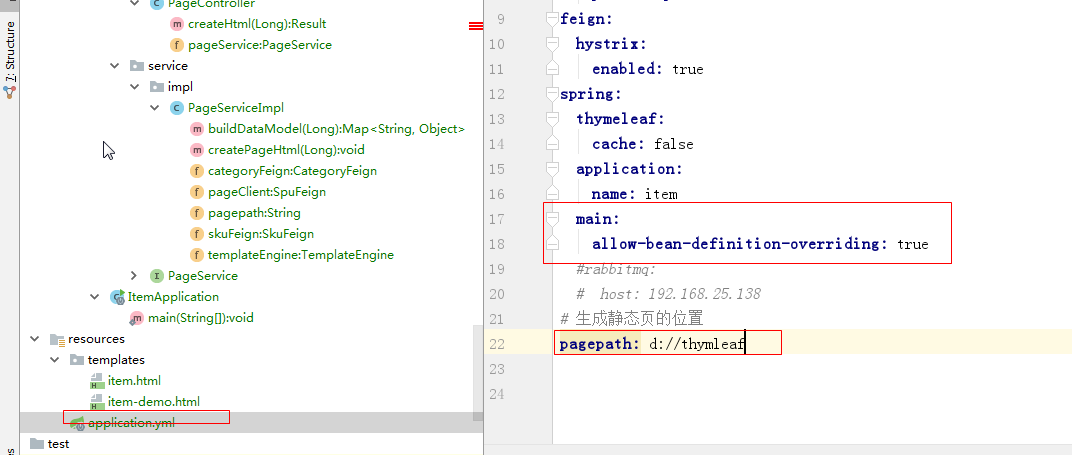 7: Structure
PageController
createHtml(Long):Result
pageService:PageService
service
impl
PageServiceImpl
buildDataModel(Long):Map<String, Object>
createPageHtml(Long):void
categoryFeign:CategoryFeign
pageClient:SpuFeign
pagepath:String
skuFeign:SkuFeign
templateEngine:TemplateEngine
PageService
ItemApplication
main(String[]):void
resources
templates
item.html
item-demo.html
application.yml
test
9 feign:
10 hystrix:
11 enabled: true
12 spring:
13 thymeleaf:
14 cache: false
15 application:
16 name: item
17 main:
18 allow-bean-definition-overriding: true
19 #rabbitmq:
20 # host: 192.168.25.138
21 # 生成静态页的位置
22 pagepath: d://thymleaf
23
24